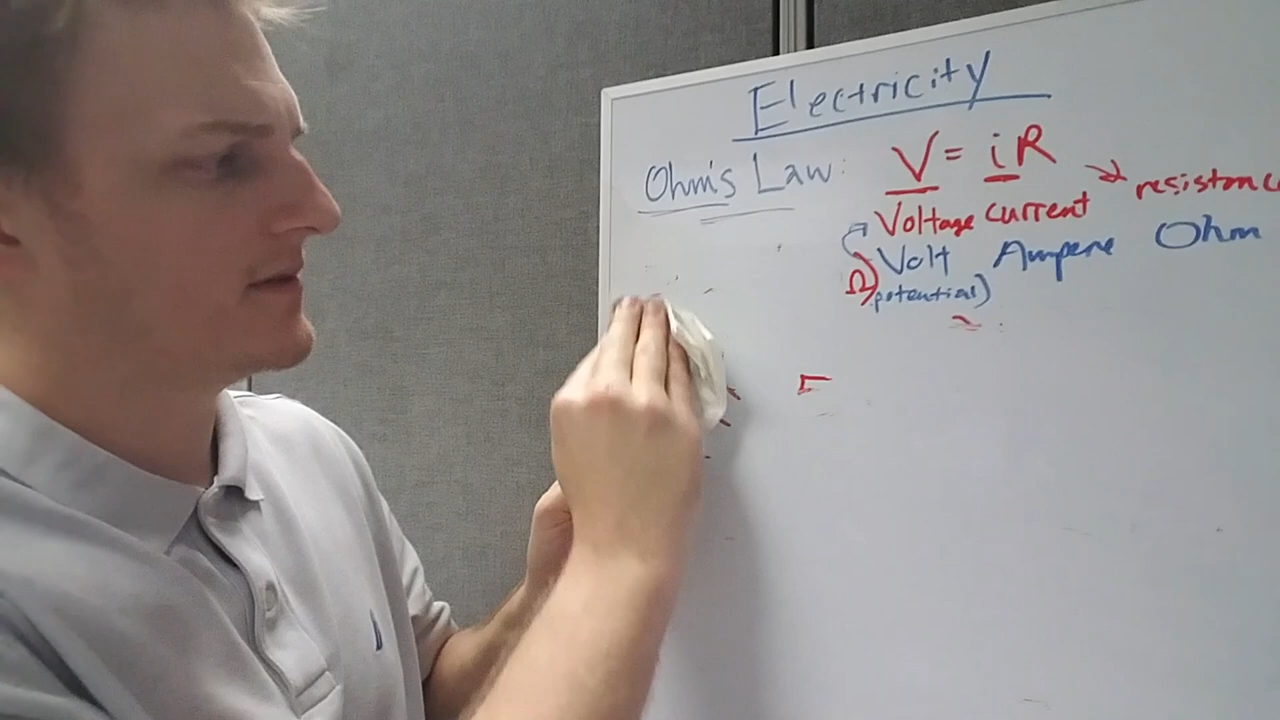 Electricity
Ohm's Law: V = iR
Voltage current → resistance
Volt Ampere Ohm
Ω potential)